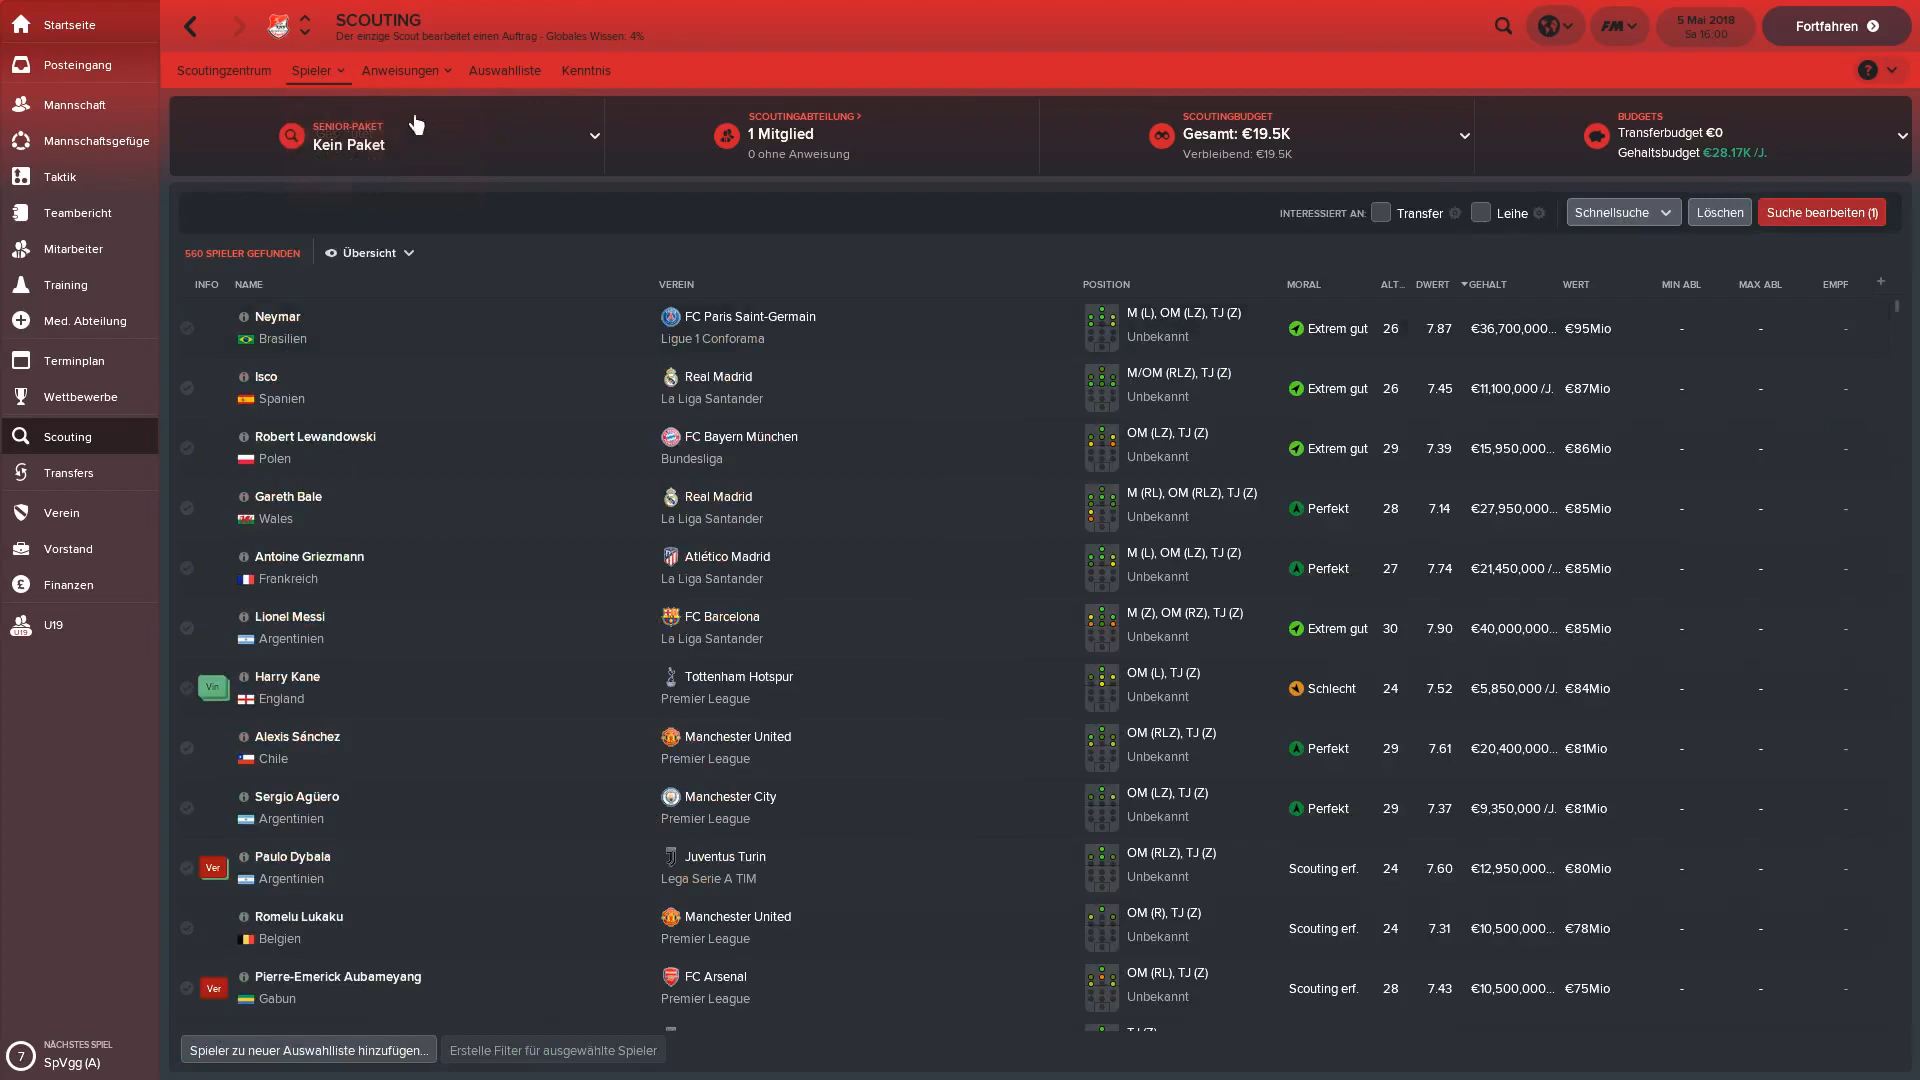 Startseite
Posteingang
Mannschaft
Mannschaftsgefüge
Taktik
Teambericht
Mitarbeiter
Training
Med. Abteilung
Terminplan
Wettbewerbe
Scouting
Transfers
Verein
Vorstand
Finanzen
U19
U19
7
NÄCHSTES SPIEL
SpVgg (A)
SCOUTING
Der einzige Scout bearbeitet einen Auftrag - Globales Wissen: 4%
FM
5 Mai 2018
Sa 16:00
Fortfahren
Scoutingzentrum Spieler Anweisungen Auswahlliste Kenntnis
?
SENIOR-PAKET
Kein Paket
SCOUTINGABTEILUNG >
1 Mitglied
0 ohne Anweisung
SCOUTINGBUDGET
Gesamt: €19.5K
Verbleibend: €19.5K
BUDGETS
Transferbudget €0
Gehaltsbudget €28.17K /J.
INTERESSIERT AN: Transfer Leihe Schnellsuche Löschen Suche bearbeiten (1)
560 SPIELER GEFUNDEN Übersicht
INFO NAME VEREIN POSITION MORAL ALT... DWERT GEHALT WERT MIN ABL MAX ABL EMPF +
Neymar FC Paris Saint-Germain M (L), OM (LZ), TJ (Z)
Extrem gut 26 7.87 €36,700,000... €95Mio - - -
Brasilien Ligue 1 Conforama Unbekannt
Isco Real Madrid M/OM (RLZ), TJ (Z)
Extrem gut 26 7.45 €11,100,000 /J. €87Mio - - -
Spanien La Liga Santander Unbekannt
Robert Lewandowski FC Bayern München OM (LZ), TJ (Z)
Extrem gut 29 7.39 €15,950,000... €86Mio - - -
Polen Bundesliga Unbekannt
Gareth Bale Real Madrid M (RL), OM (RLZ), TJ (Z)
Perfekt 28 7.14 €27,950,000... €85Mio - - -
Wales La Liga Santander Unbekannt
Antoine Griezmann Atlético Madrid M (L), OM (LZ), TJ (Z)
Perfekt 27 7.74 €21,450,000 /... €85Mio - - -
Frankreich La Liga Santander Unbekannt
Lionel Messi FC Barcelona M (Z), OM (RZ), TJ (Z)
Extrem gut 30 7.90 €40,000,000... €85Mio - - -
Argentinien La Liga Santander Unbekannt
Harry Kane Tottenham Hotspur OM (L), TJ (Z)
Vin Schlecht 24 7.52 €5,850,000 /J. €84Mio - - -
England Premier League Unbekannt
Alexis Sánchez Manchester United OM (RLZ), TJ (Z)
Perfekt 29 7.61 €20,400,000... €81Mio - - -
Chile Premier League Unbekannt
Sergio Agüero Manchester City OM (LZ), TJ (Z)
Perfekt 29 7.37 €9,350,000 /J. €81Mio - - -
Argentinien Premier League Unbekannt
Paulo Dybala Juventus Turin OM (RLZ), TJ (Z)
Ver Scouting erf. 24 7.60 €12,950,000... €80Mio - - -
Argentinien Lega Serie A TIM Unbekannt
Romelu Lukaku Manchester United OM (R), TJ (Z)
Scouting erf. 24 7.31 €10,500,000... €78Mio - - -
Belgien Premier League Unbekannt
Pierre-Emerick Aubameyang FC Arsenal OM (RL), TJ (Z)
Ver Scouting erf. 28 7.43 €10,500,000... €75Mio - - -
Gabun Premier League Unbekannt
Spieler zu neuer Auswahlliste hinzufügen... Erstelle Filter für ausgewählte Spieler